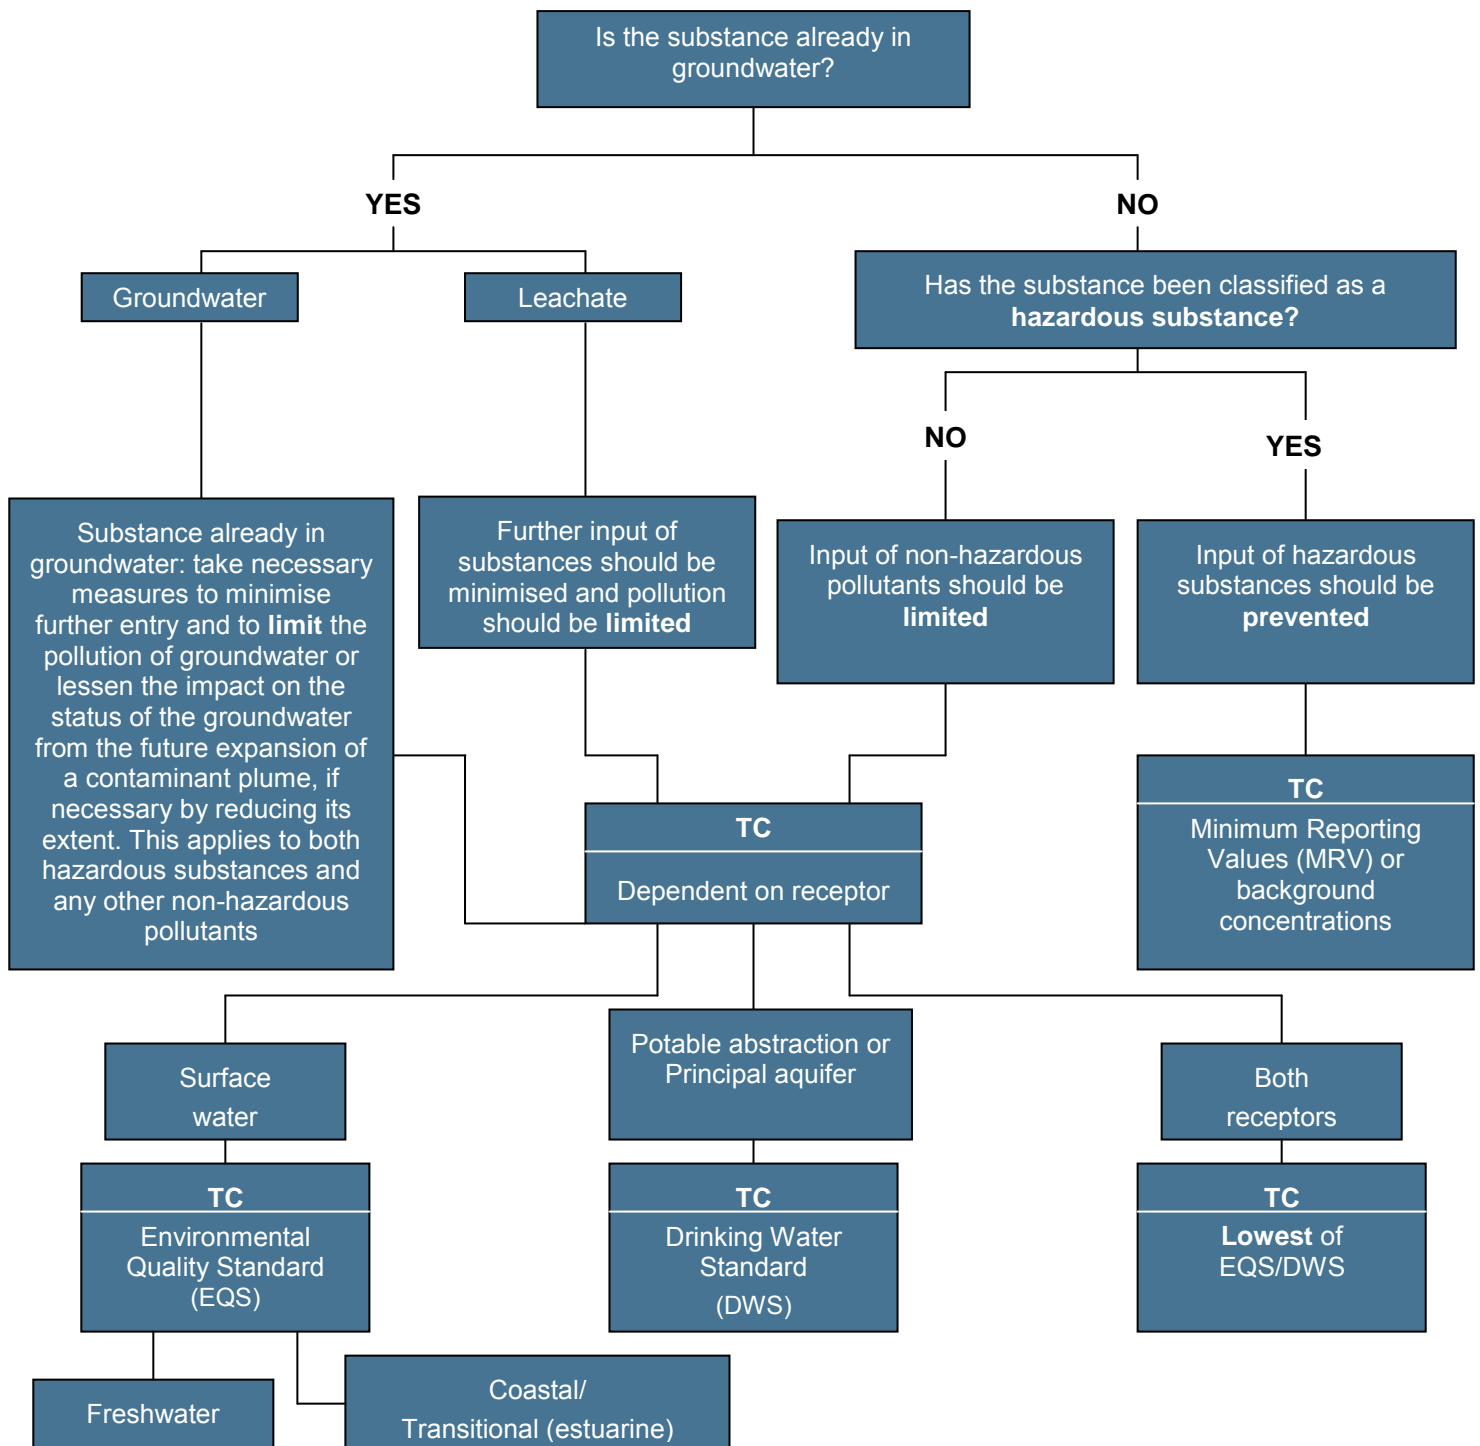 Is the substance already in
groundwater?
YES
NO
Groundwater
Leachate
Has the substance been classified as a
hazardous substance?
NO
YES
Substance already in
groundwater: take necessary
measures to minimise
further entry and to limit the
pollution of groundwater or
lessen the impact on the
status of the groundwater
from the future expansion of
a contaminant plume, if
necessary by reducing its
extent. This applies to both
hazardous substances and
any other non-hazardous
pollutants
Further input of
substances should be
minimised and pollution
should be limited
Input of non-hazardous
pollutants should be
limited
Input of hazardous
substances should be
prevented
TC
Dependent on receptor
TC
Minimum Reporting
Values (MRV) or
background
concentrations
Surface
water
Potable abstraction or
Principal aquifer
Both
receptors
TC
Environmental
Quality Standard
(EQS)
TC
Drinking Water
Standard
(DWS)
TC
Lowest of
EQS/DWS
Freshwater
Coastal/
Transitional (estuarine)